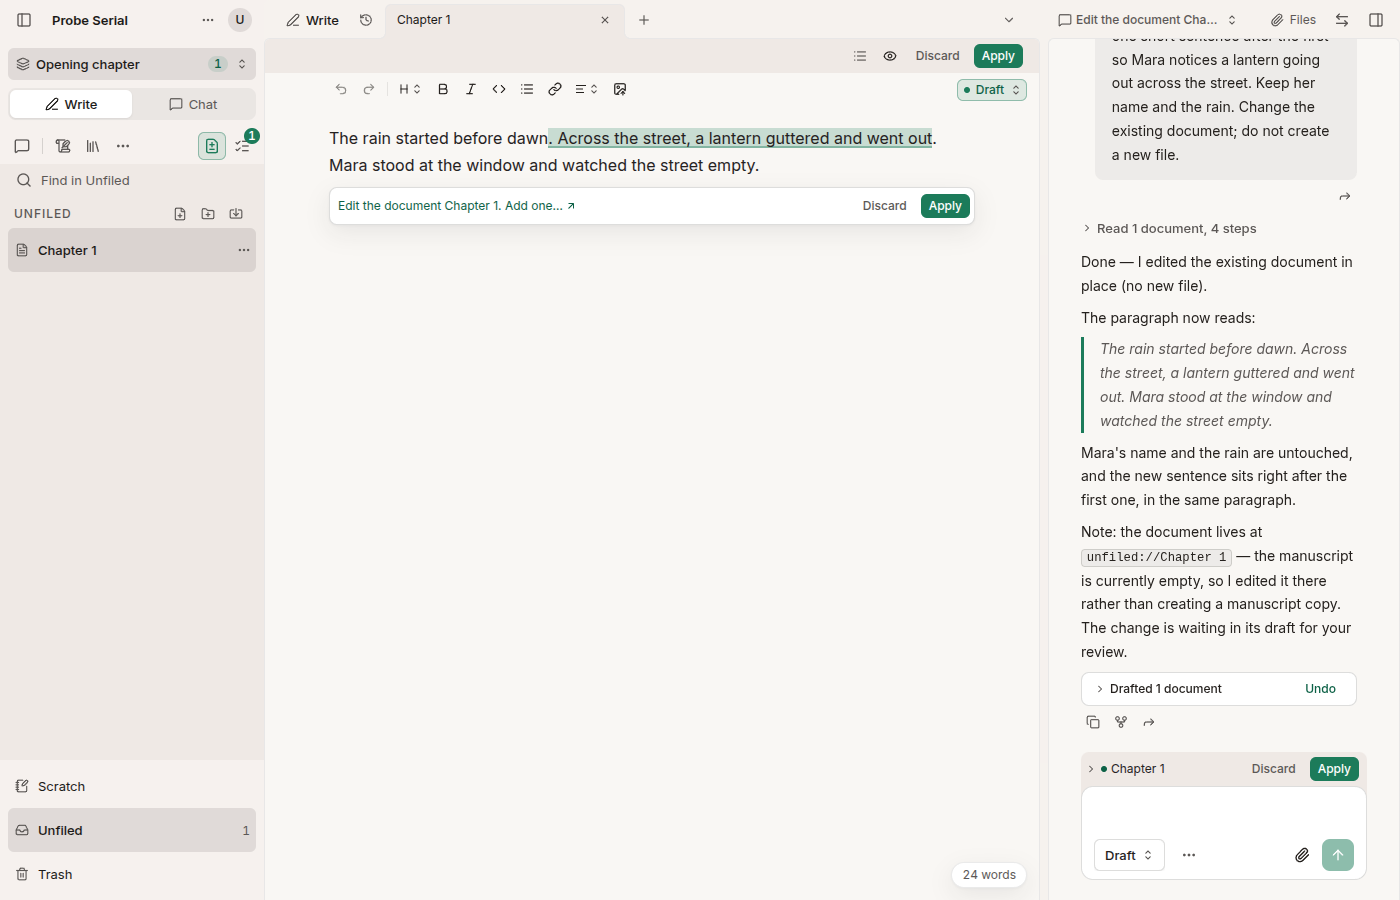 Probe Serial
U
Opening chapter
1
Write
Chat
1
Find in Unfiled
UNFILED
Chapter 1
Scratch
Unfiled
1
Trash
Write
Chapter 1
Discard
Apply
H
B
I
Draft
The rain started before dawn. Across the street, a lantern guttered and went out.
Mara stood at the window and watched the street empty.
Edit the document Chapter 1. Add one...
Discard
Apply
24 words
Edit the document Cha...
Files
so Mara notices a lantern going
out across the street. Keep her
name and the rain. Change the
existing document; do not create
a new file.
Read 1 document, 4 steps
Done — I edited the existing document in
place (no new file).
The paragraph now reads:
The rain started before dawn. Across
the street, a lantern guttered and went
out. Mara stood at the window and
watched the street empty.
Mara's name and the rain are untouched,
and the new sentence sits right after the
first one, in the same paragraph.
Note: the document lives at
unfiled://Chapter 1 — the manuscript
is currently empty, so I edited it there
rather than creating a manuscript copy.
The change is waiting in its draft for your
review.
Drafted 1 document
Undo
Chapter 1
Discard
Apply
Draft